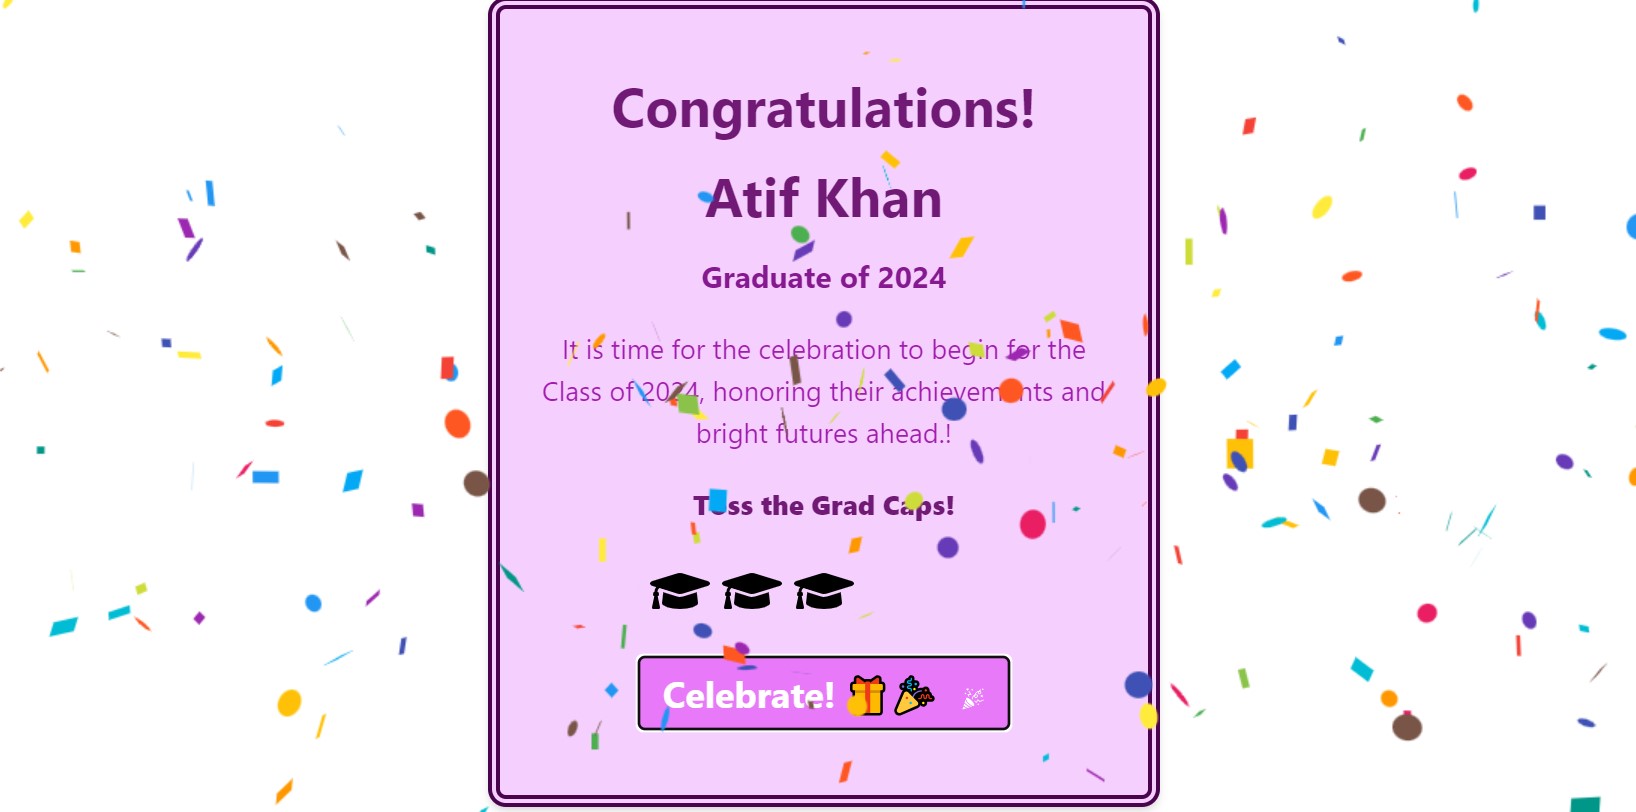 Congratulations!
Atif Khan
Graduate of 2024
It is time for the celebration to begin for the
Class of 2024, honoring their achievements and
bright futures ahead.!
Toss the Grad Caps!
Celebrate! 🎁🎉